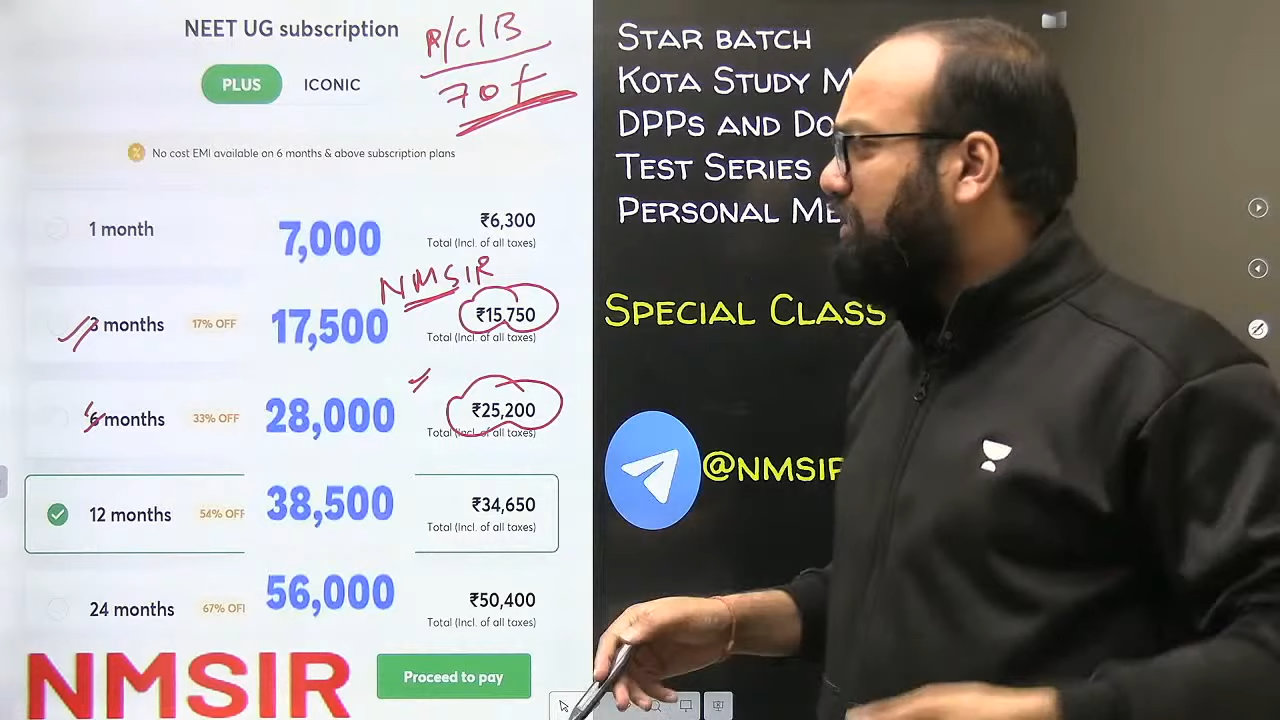 NEET UG subscription
P/C/B
70f
PLUS ICONIC
No cost EMI available on 6 months & above subscription plans
1 month 7,000 ₹6,300
Total (Incl. of all taxes)
NMSIR
3 months 17% OFF 17,500 ₹15,750
Total (Incl. of all taxes)
6 months 33% OFF 28,000 ₹25,200
Total (Incl. of all taxes)
12 months 54% OFF 38,500 ₹34,650
Total (Incl. of all taxes)
24 months 67% OFF 56,000 ₹50,400
Total (Incl. of all taxes)
NMSIR
Proceed to pay
STAR BATCH
KOTA STUDY M
DPPS AND DO
TEST SERIES
PERSONAL ME
SPECIAL CLASS
@NMSIR